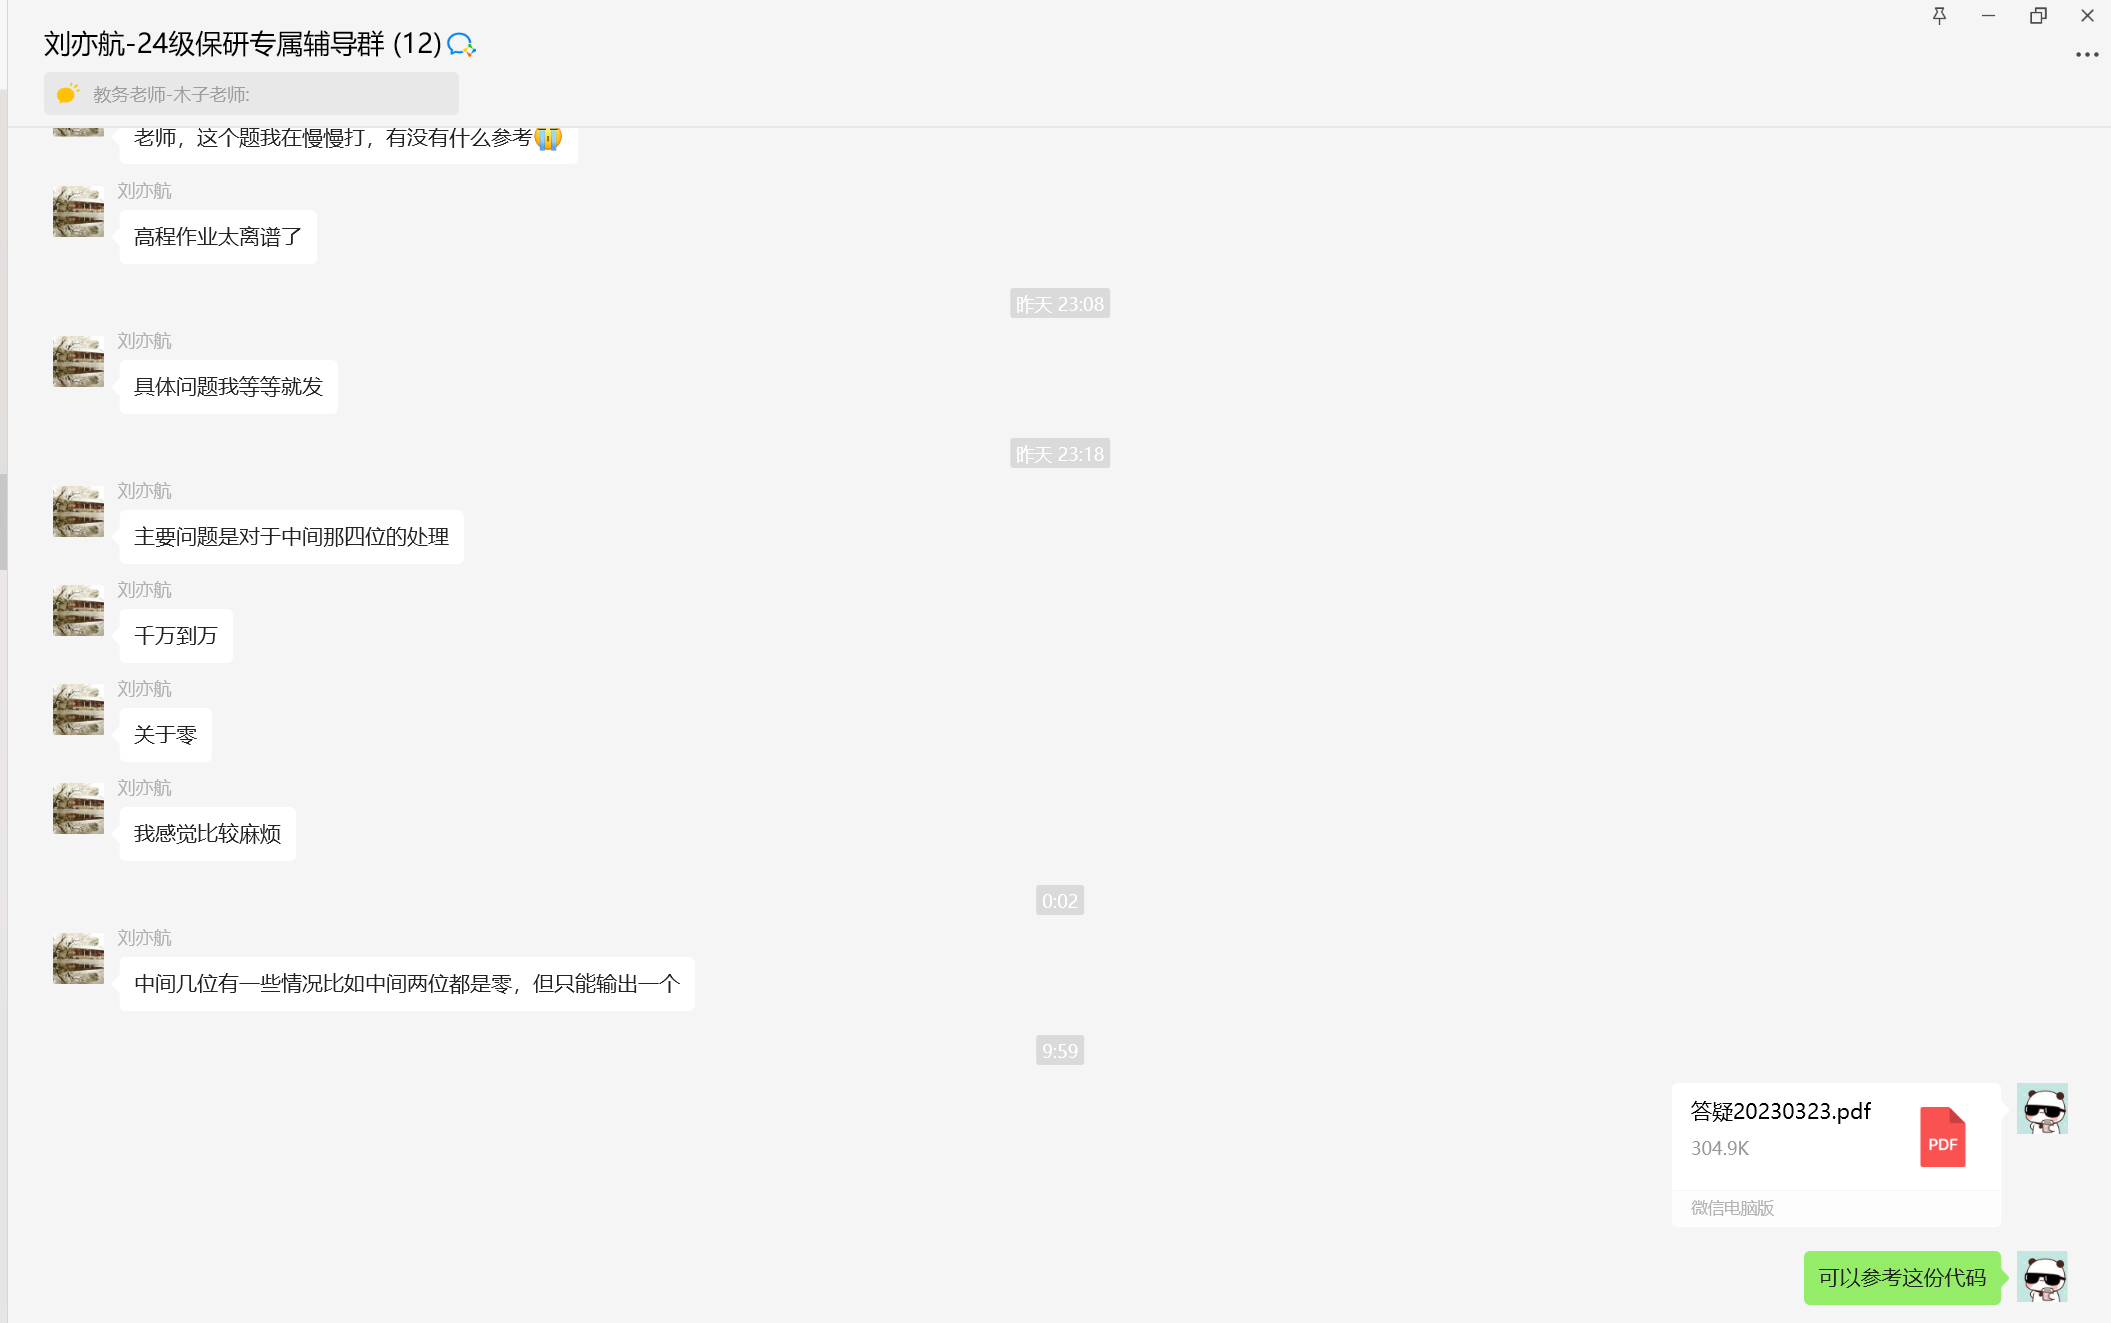 刘亦航-24级保研专属辅导群 (12)
教务老师-木子老师:
老师，这个题我在慢慢打，有没有什么参考
刘亦航
高程作业太离谱了
昨天 23:08
刘亦航
具体问题我等等就发
昨天 23:18
刘亦航
主要问题是对于中间那四位的处理
刘亦航
千万到万
刘亦航
关于零
刘亦航
我感觉比较麻烦
0:02
刘亦航
中间几位有一些情况比如中间两位都是零，但只能输出一个
9:59
答疑20230323.pdf
304.9K
PDF
微信电脑版
可以参考这份代码